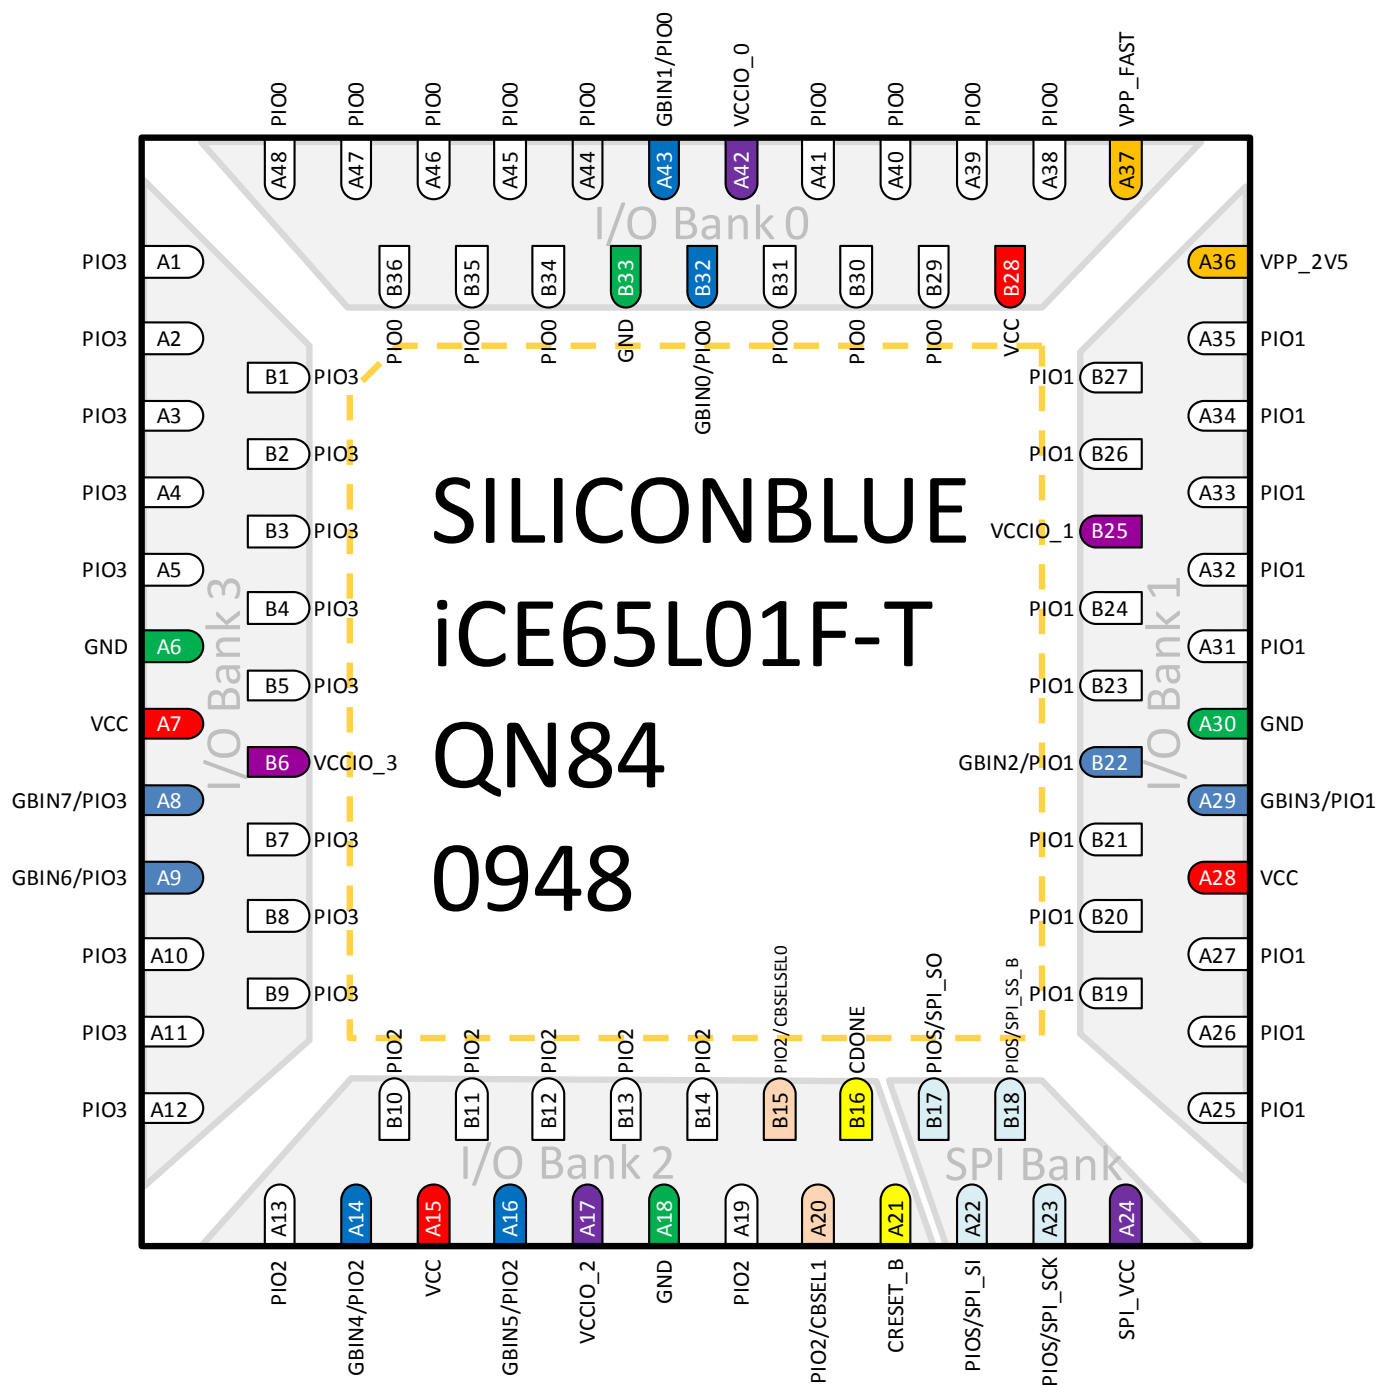 PIO0 PIO0 PIO0 PIO0 PIO0 GBIN1/PIO0 VCCIO_0 PIO0 PIO0 PIO0 PIO0 VPP_FAST
A48 A47 A46 A45 A44 A43 A42 A41 A40 A39 A38 A37
I/O Bank 0
B36 B35 B34 B33 B32 B31 B30 B29 B28
PIO0 PIO0 PIO0 GND GBIN0/PIO0 PIO0 PIO0 PIO0 VCC
PIO3 A1
PIO3 A2
PIO3 A3
PIO3 A4
PIO3 A5
GND A6
VCC A7
GBIN7/PIO3 A8
GBIN6/PIO3 A9
PIO3 A10
PIO3 A11
PIO3 A12
I/O Bank 3
B1 PIO3
B2 PIO3
B3 PIO3
B4 PIO3
B5 PIO3
B6 VCCIO_3
B7 PIO3
B8 PIO3
B9 PIO3
SILICONBLUE
iCE65L01F-T
QN84
0948
PIO1 B27
PIO1 B26
VCCIO_1 B25
PIO1 B24
PIO1 B23
GBIN2/PIO1 B22
PIO1 B21
PIO1 B20
PIO1 B19
I/O Bank 1
A36 VPP_2V5
A35 PIO1
A34 PIO1
A33 PIO1
A32 PIO1
A31 PIO1
A30 GND
A29 GBIN3/PIO1
A28 VCC
A27 PIO1
A26 PIO1
A25 PIO1
PIO2 PIO2 PIO2 PIO2 PIO2 PIO2/CBSELSEL0 CDONE PIOS/SPI_SO PIOS/SPI_SS_B
B10 B11 B12 B13 B14 B15 B16 B17 B18
I/O Bank 2
SPI Bank
A13 A14 A15 A16 A17 A18 A19 A20 A21 A22 A23 A24
PIO2 GBIN4/PIO2 VCC GBIN5/PIO2 VCCIO_2 GND PIO2 PIO2/CBSEL1 CRESET_B PIOS/SPI_SI PIOS/SPI_SCK SPI_VCC